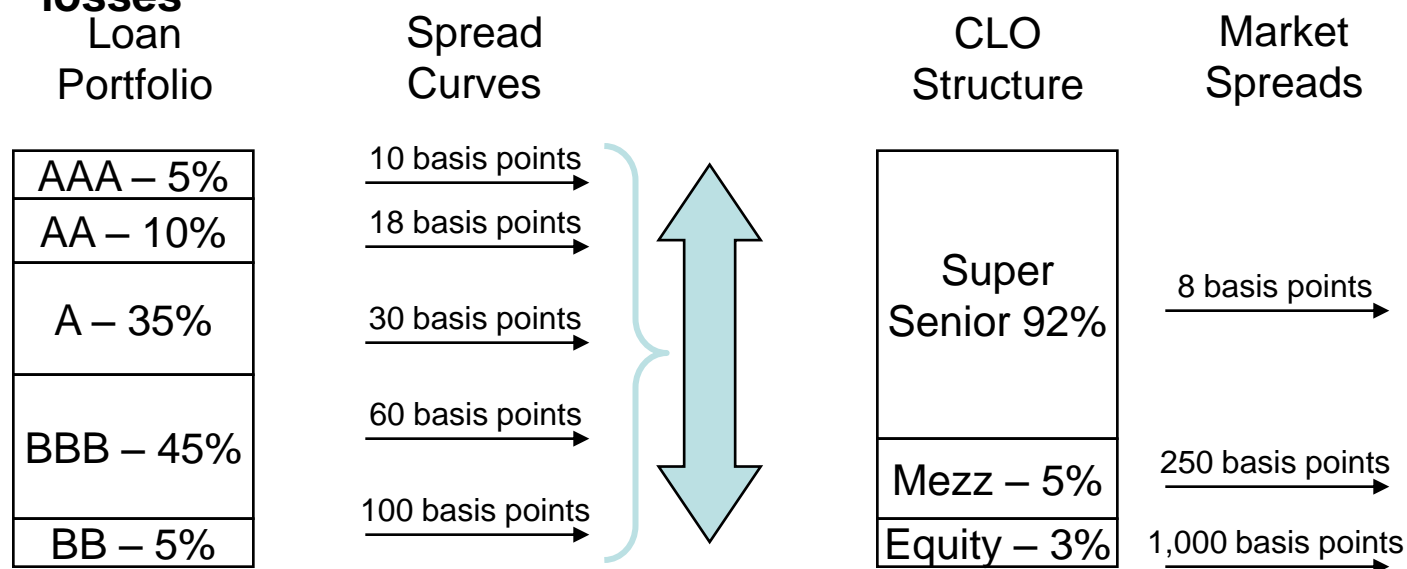 losses
Loan
Portfolio
Spread
Curves
CLO
Structure
Market
Spreads
AAA – 5%
AA – 10%
A – 35%
BBB – 45%
BB – 5%
10 basis points
18 basis points
30 basis points
60 basis points
100 basis points
Super
Senior 92%
Mezz – 5%
Equity – 3%
8 basis points
250 basis points
1,000 basis points